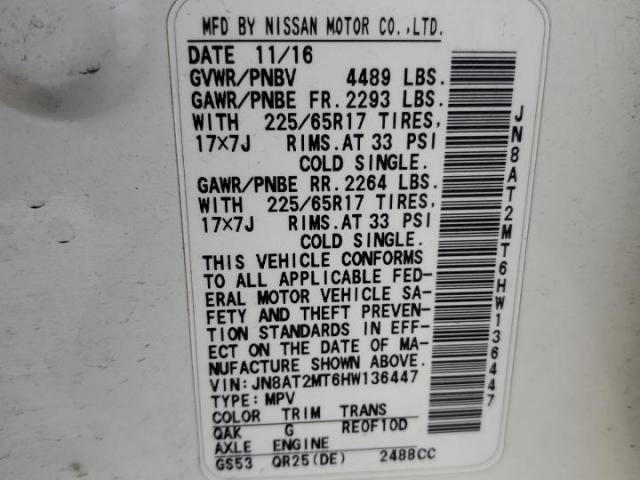 MFD BY NISSAN MOTOR CO.,LTD.
DATE 11/16
GVWR/PNBV 4489 LBS.
GAWR/PNBE FR. 2293 LBS.
WITH 225/65R17 TIRES,
17×7J RIMS.AT 33 PSI
COLD SINGLE.
GAWR/PNBE RR. 2264 LBS.
WITH 225/65R17 TIRES,
17×7J RIMS.AT 33 PSI
COLD SINGLE.
THIS VEHICLE CONFORMS
TO ALL APPLICABLE FED-
ERAL MOTOR VEHICLE SA-
FETY AND THEFT PREVEN-
TION STANDARDS IN EFF-
ECT ON THE DATE OF MA-
NUFACTURE SHOWN ABOVE.
VIN: JN8AT2MT6HW136447
TYPE: MPV
COLOR TRIM TRANS
QAK G RE0F10D
AXLE ENGINE
GS53 QR25(DE) 2488CC
JN8AT2MT6HW136447